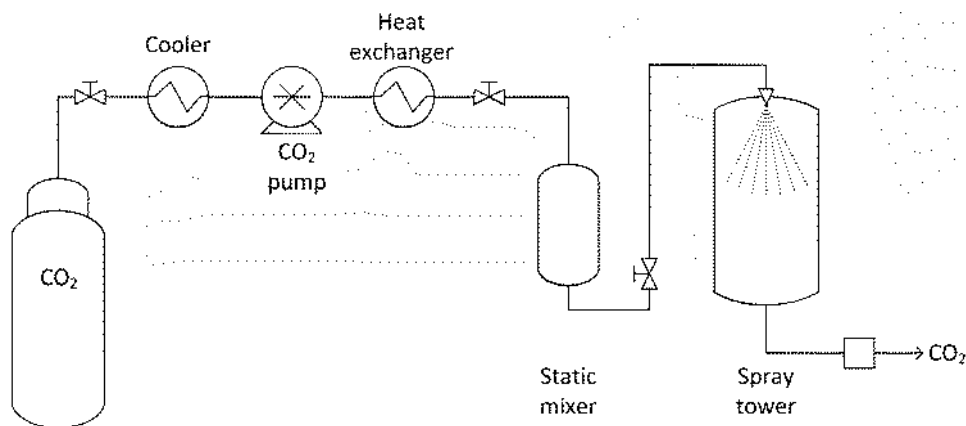 Cooler
Heat
exchanger
CO₂
pump
CO₂
Static
mixer
Spray
tower
CO₂